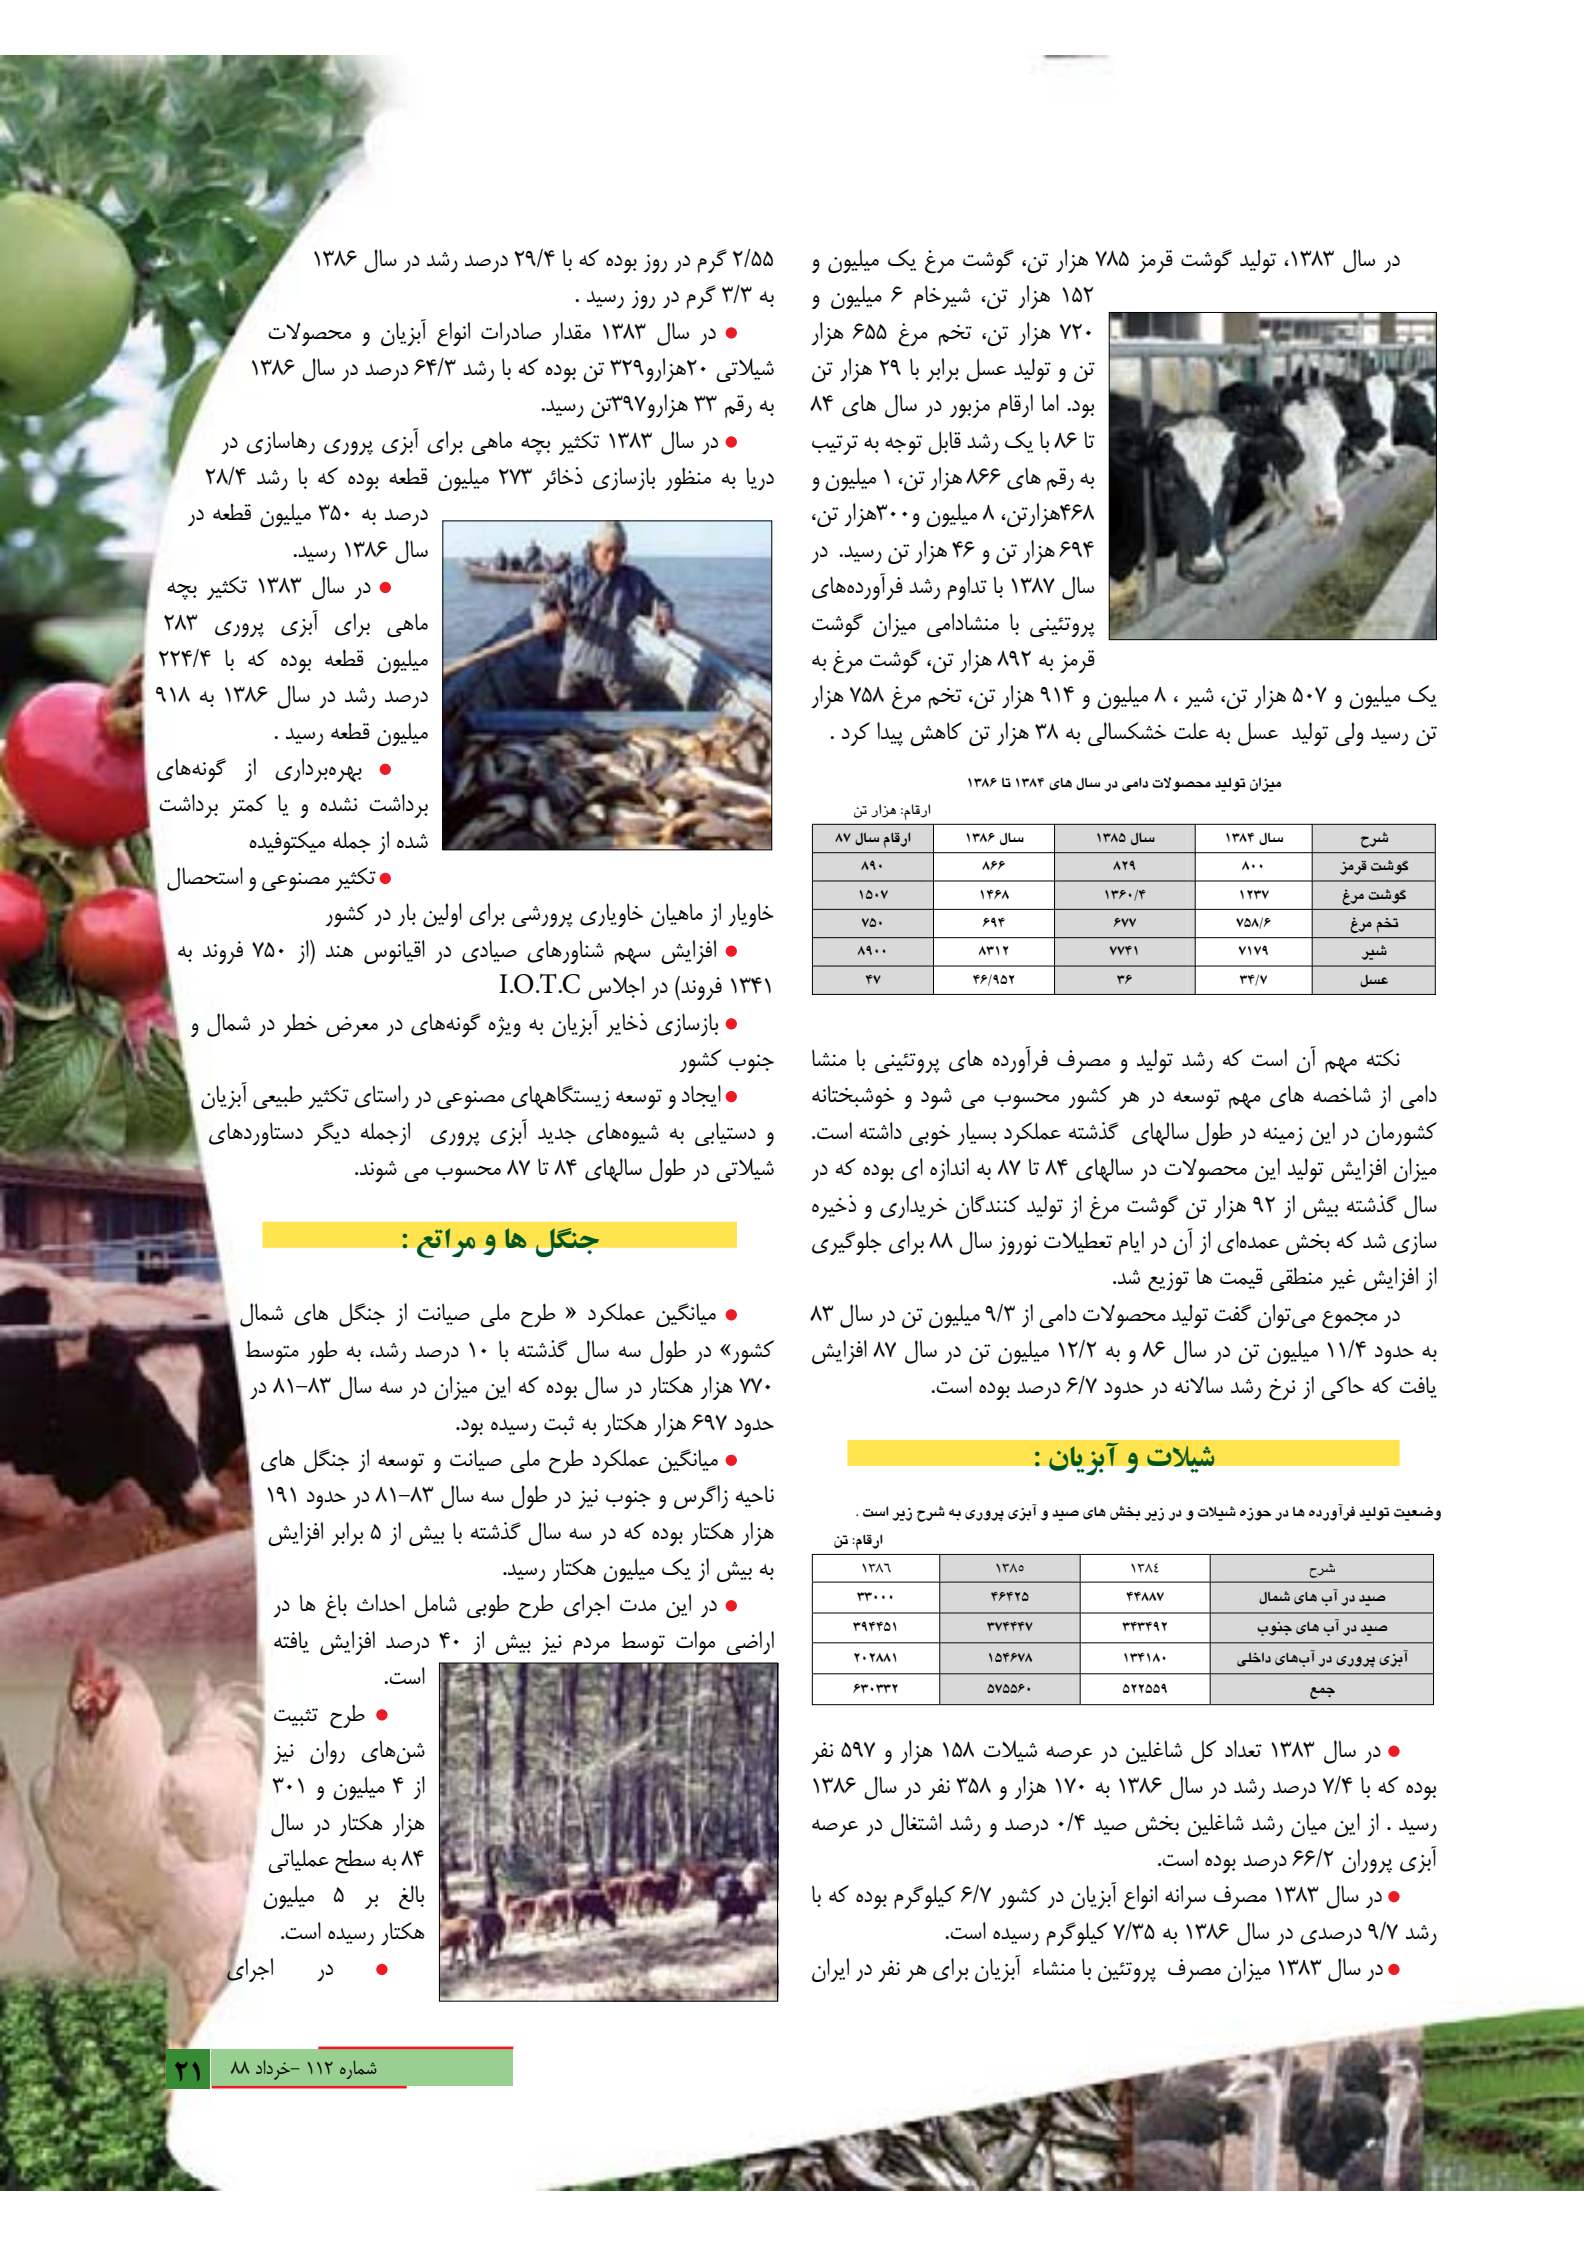 در سال ۱۳۸۳، تولید گوشت قرمز ۷۸۵ هزار تن، گوشت مرغ یک میلیون و
۱۵۲ هزار تن، شیرخام ۶ میلیون و
۷۲۰ هزار تن، تخم مرغ ۶۵۵ هزار
تن و تولید عسل برابر با ۲۹ هزار تن
بود. اما ارقام مزبور در سال های ۸۴
تا ۸۶ با یک رشد قابل توجه به ترتیب
به رقم های ۸۶۶ هزار تن، ۱ میلیون و
۴۶۸هزارتن، ۸ میلیون و۳۰۰هزار تن،
۶۹۴ هزار تن و ۴۶ هزار تن رسید. در
سال ۱۳۸۷ با تداوم رشد فرآورده‌های
پروتئینی با منشادامی میزان گوشت
قرمز به ۸۹۲ هزار تن، گوشت مرغ به
یک میلیون و ۵۰۷ هزار تن، شیر ، ۸ میلیون و ۹۱۴ هزار تن، تخم مرغ ۷۵۸ هزار
تن رسید ولی تولید عسل به علت خشکسالی به ۳۸ هزار تن کاهش پیدا کرد .
میزان تولید محصولات دامی در سال های ۱۳۸۴ تا ۱۳۸۶
ارقام: هزار تن
شرح سال ۱۳۸۴ سال ۱۳۸۵ سال ۱۳۸۶ ارقام سال ۸۷
گوشت قرمز ۸۰۰ ۸۲۹ ۸۶۶ ۸۹۰
گوشت مرغ ۱۲۳۷ ۱۳۶۰/۴ ۱۴۶۸ ۱۵۰۷
تخم مرغ ۷۵۸/۶ ۶۷۷ ۶۹۴ ۷۵۰
شیر ۷۱۷۹ ۷۷۴۱ ۸۳۱۲ ۸۹۰۰
عسل ۳۴/۷ ۳۶ ۴۶/۹۵۲ ۴۷
نکته مهم آن است که رشد تولید و مصرف فرآورده های پروتئینی با منشا
دامی از شاخصه های مهم توسعه در هر کشور محسوب می شود و خوشبختانه
کشورمان در این زمینه در طول سالهای گذشته عملکرد بسیار خوبی داشته است.
میزان افزایش تولید این محصولات در سالهای ۸۴ تا ۸۷ به اندازه ای بوده که در
سال گذشته بیش از ۹۲ هزار تن گوشت مرغ از تولید کنندگان خریداری و ذخیره
سازی شد که بخش عمده‌ای از آن در ایام تعطیلات نوروز سال ۸۸ برای جلوگیری
از افزایش غیر منطقی قیمت ها توزیع شد.
در مجموع می‌توان گفت تولید محصولات دامی از ۹/۳ میلیون تن در سال ۸۳
به حدود ۱۱/۴ میلیون تن در سال ۸۶ و به ۱۲/۲ میلیون تن در سال ۸۷ افزایش
یافت که حاکی از نرخ رشد سالانه در حدود ۶/۷ درصد بوده است.
شیلات و آبزیان :
وضعیت تولید فرآورده ها در حوزه شیلات و در زیر بخش های صید و آبزی پروری به شرح زیر است .
ارقام: تن
شرح ۱۳۸٤ ۱۳۸٥ ۱۳۸٦
صید در آب های شمال ۴۴۸۸۷ ۴۶۴۲۵ ۳۳۰۰۰
صید در آب های جنوب ۳۴۳۴۹۲ ۳۷۴۴۴۷ ۳۹۴۴۵۱
آبزی پروری در آب‌های داخلی ۱۳۴۱۸۰ ۱۵۴۶۷۸ ۲۰۲۸۸۱
جمع ۵۲۲۵۵۹ ۵۷۵۵۶۰ ۶۳۰۳۳۲
● در سال ۱۳۸۳ تعداد کل شاغلین در عرصه شیلات ۱۵۸ هزار و ۵۹۷ نفر
بوده که با ۷/۴ درصد رشد در سال ۱۳۸۶ به ۱۷۰ هزار و ۳۵۸ نفر در سال ۱۳۸۶
رسید . از این میان رشد شاغلین بخش صید ۰/۴ درصد و رشد اشتغال در عرصه
آبزی پروران ۶۶/۲ درصد بوده است.
● در سال ۱۳۸۳ مصرف سرانه انواع آبزیان در کشور ۶/۷ کیلوگرم بوده که با
رشد ۹/۷ درصدی در سال ۱۳۸۶ به ۷/۳۵ کیلوگرم رسیده است.
● در سال ۱۳۸۳ میزان مصرف پروتئین با منشاء آبزیان برای هر نفر در ایران
۲/۵۵ گرم در روز بوده که با ۲۹/۴ درصد رشد در سال ۱۳۸۶
به ۳/۳ گرم در روز رسید .
● در سال ۱۳۸۳ مقدار صادرات انواع آبزیان و محصولات
شیلاتی ۲۰هزارو۳۲۹ تن بوده که با رشد ۶۴/۳ درصد در سال ۱۳۸۶
به رقم ۳۳ هزارو۳۹۷تن رسید.
● در سال ۱۳۸۳ تکثیر بچه ماهی برای آبزی پروری رهاسازی در
دریا به منظور بازسازی ذخائر ۲۷۳ میلیون قطعه بوده که با رشد ۲۸/۴
درصد به ۳۵۰ میلیون قطعه در
سال ۱۳۸۶ رسید.
● در سال ۱۳۸۳ تکثیر بچه
ماهی برای آبزی پروری ۲۸۳
میلیون قطعه بوده که با ۲۲۴/۴
درصد رشد در سال ۱۳۸۶ به ۹۱۸
میلیون قطعه رسید .
● بهره‌برداری از گونه‌های
برداشت نشده و یا کمتر برداشت
شده از جمله میکتوفیده
● تکثیر مصنوعی و استحصال
خاویار از ماهیان خاویاری پرورشی برای اولین بار در کشور
● افزایش سهم شناورهای صیادی در اقیانوس هند (از ۷۵۰ فروند به
۱۳۴۱ فروند) در اجلاس I.O.T.C
● بازسازی ذخایر آبزیان به ویژه گونه‌های در معرض خطر در شمال و
جنوب کشور
● ایجاد و توسعه زیستگاههای مصنوعی در راستای تکثیر طبیعی آبزیان
و دستیابی به شیوه‌های جدید آبزی پروری ازجمله دیگر دستاوردهای
شیلاتی در طول سالهای ۸۴ تا ۸۷ محسوب می شوند.
جنگل ها و مراتع :
● میانگین عملکرد « طرح ملی صیانت از جنگل های شمال
کشور» در طول سه سال گذشته با ۱۰ درصد رشد، به طور متوسط
۷۷۰ هزار هکتار در سال بوده که این میزان در سه سال ۸۳–۸۱ در
حدود ۶۹۷ هزار هکتار به ثبت رسیده بود.
● میانگین عملکرد طرح ملی صیانت و توسعه از جنگل های
ناحیه زاگرس و جنوب نیز در طول سه سال ۸۳–۸۱ در حدود ۱۹۱
هزار هکتار بوده که در سه سال گذشته با بیش از ۵ برابر افزایش
به بیش از یک میلیون هکتار رسید.
● در این مدت اجرای طرح طوبی شامل احداث باغ ها در
اراضی موات توسط مردم نیز بیش از ۴۰ درصد افزایش یافته
است.
● طرح تثبیت
شن‌های روان نیز
از ۴ میلیون و ۳۰۱
هزار هکتار در سال
۸۴ به سطح عملیاتی
بالغ بر ۵ میلیون
هکتار رسیده است.
● در اجرای
شماره ۱۱۲ -خرداد ۸۸
۲۱